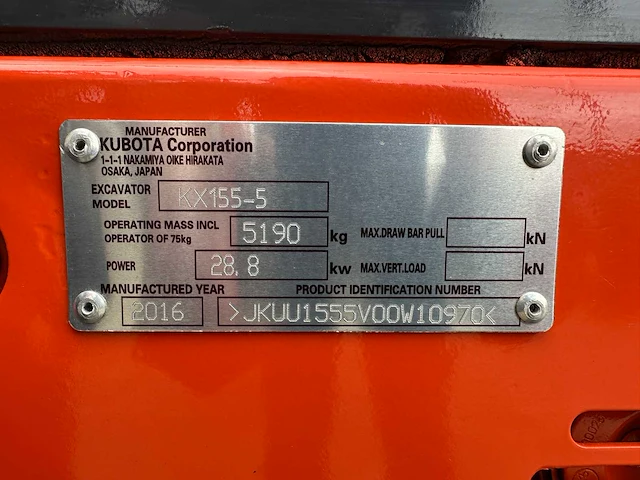 MANUFACTURER
KUBOTA Corporation
1-1-1 NAKAMIYA OIKE HIRAKATA
OSAKA, JAPAN
EXCAVATOR MODEL KX155-5
OPERATING MASS INCL OPERATOR OF 75kg 5190 kg MAX.DRAW BAR PULL kN
POWER 28.8 kw MAX.VERT.LOAD kN
MANUFACTURED YEAR PRODUCT IDENTIFICATION NUMBER
2016 >JKUU1555V00W10970<